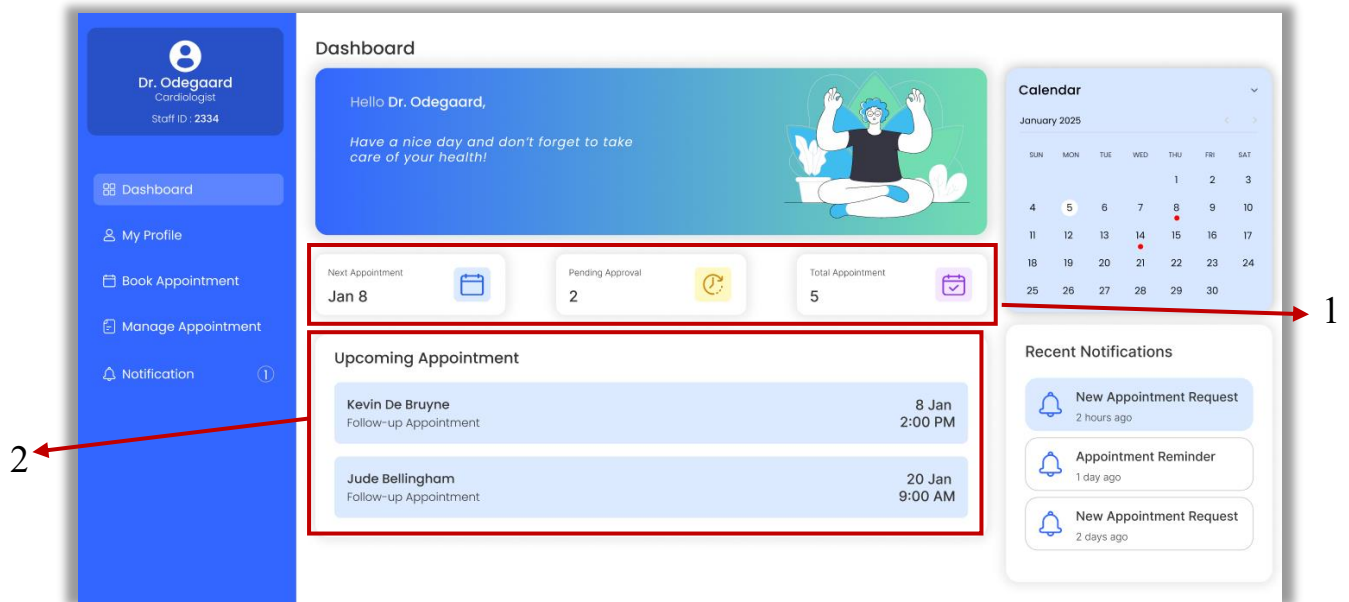 Dr. Odegaard
Cardiologist
Staff ID : 2334
Dashboard
My Profile
Book Appointment
Manage Appointment
Notification 1
Dashboard
Hello Dr. Odegaard,
Have a nice day and don't forget to take
care of your health!
Next Appointment
Jan 8
Pending Approval
2
Total Appointment
5
1
Upcoming Appointment
Kevin De Bruyne 8 Jan
Follow-up Appointment 2:00 PM
Jude Bellingham 20 Jan
Follow-up Appointment 9:00 AM
2
Calendar
January 2025
SUN MON TUE WED THU FRI SAT
1 2 3
4 5 6 7 8 9 10
11 12 13 14 15 16 17
18 19 20 21 22 23 24
25 26 27 28 29 30
Recent Notifications
New Appointment Request
2 hours ago
Appointment Reminder
1 day ago
New Appointment Request
2 days ago